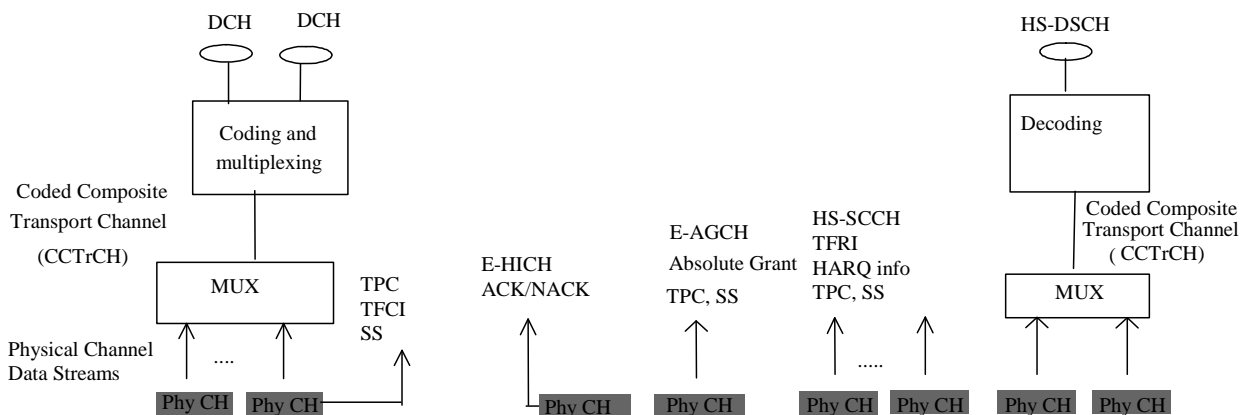 DCH
DCH
Coding and
multiplexing
Coded Composite
Transport Channel
(CCTrCH)
MUX
TPC
TFCI
SS
Physical Channel
Data Streams
....
Phy CH
Phy CH
E-HICH
ACK/NACK
Phy CH
E-AGCH
Absolute Grant
TPC, SS
Phy CH
HS-SCCH
TFRI
HARQ info
TPC, SS
.....
Phy CH
Phy CH
HS-DSCH
Decoding
Coded Composite
Transport Channel
( CCTrCH)
MUX
Phy CH
Phy CH